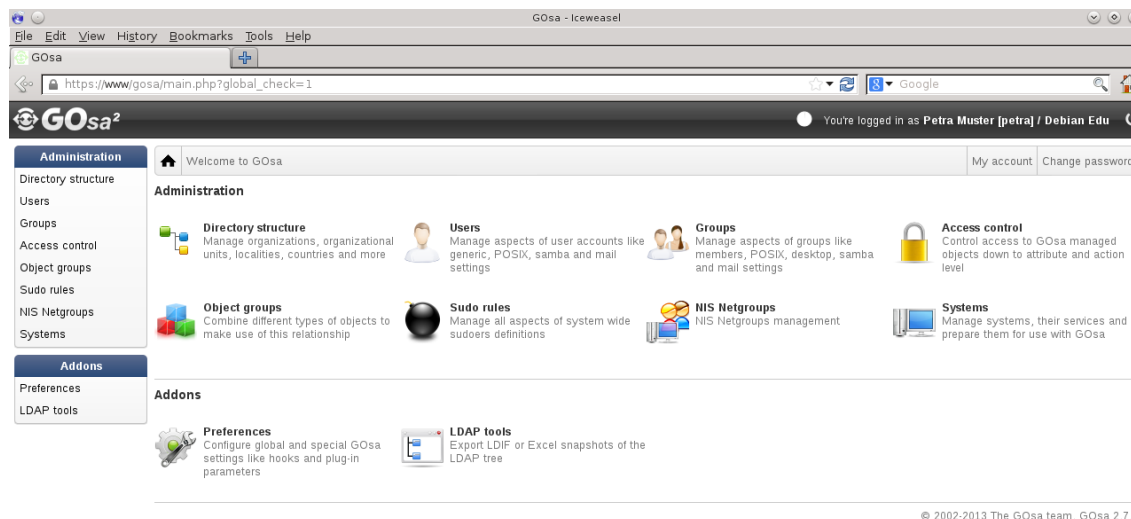 GOsa - Iceweasel
File Edit View History Bookmarks Tools Help
GOsa
https://www/gosa/main.php?global_check=1
8 Google
GOsa²
You're logged in as Petra Muster [petra] / Debian Edu
Administration
Directory structure
Users
Groups
Access control
Object groups
Sudo rules
NIS Netgroups
Systems
Addons
Preferences
LDAP tools
Welcome to GOsa
My account
Change password
Administration
Directory structure
Manage organizations, organizational
units, localities, countries and more
Users
Manage aspects of user accounts like
generic, POSIX, samba and mail
settings
Groups
Manage aspects of groups like
members, POSIX, desktop, samba
and mail settings
Access control
Control access to GOsa managed
objects down to attribute and action
level
Object groups
Combine different types of objects to
make use of this relationship
Sudo rules
Manage all aspects of system wide
sudoers definitions
NIS Netgroups
NIS Netgroups management
Systems
Manage systems, their services and
prepare them for use with GOsa
Addons
Preferences
Configure global and special GOsa
settings like hooks and plug-in
parameters
LDAP tools
Export LDIF or Excel snapshots of the
LDAP tree
© 2002-2013 The GOsa team, GOsa 2.7